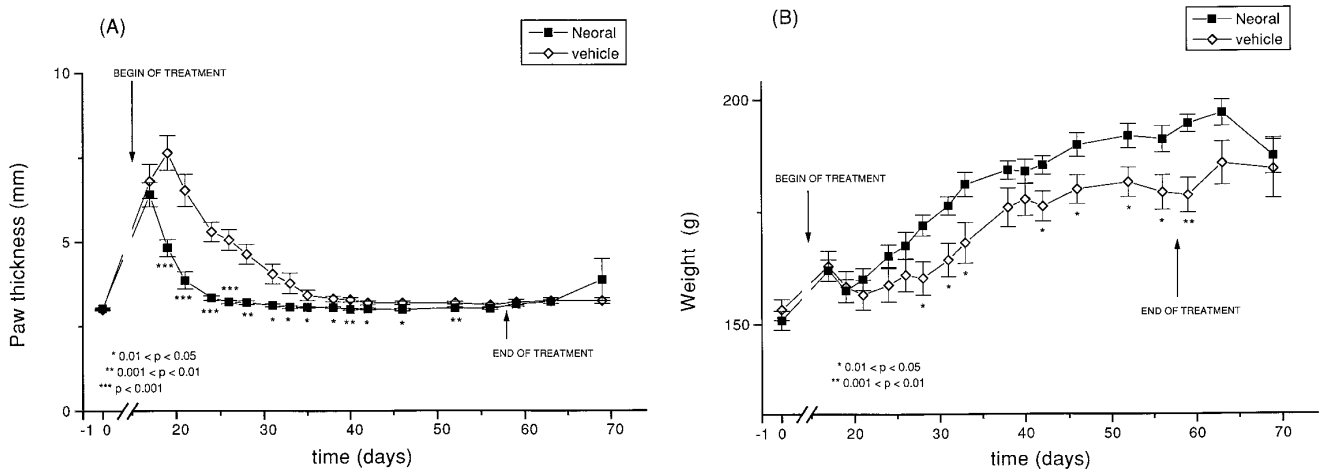 (A)
Neoral
vehicle
BEGIN OF TREATMENT
10
5
0
Paw thickness (mm)
***
***
***
***
**
*
*
*
*
**
*
*
**
END OF TREATMENT
* 0.01 < p < 0.05
** 0.001 < p < 0.01
*** p < 0.001
-1 0 20 30 40 50 60 70
time (days)
(B)
Neoral
vehicle
200
150
Weight (g)
BEGIN OF TREATMENT
*
*
*
*
*
*
*
**
END OF TREATMENT
* 0.01 < p < 0.05
** 0.001 < p < 0.01
-1 0 20 30 40 50 60 70
time (days)